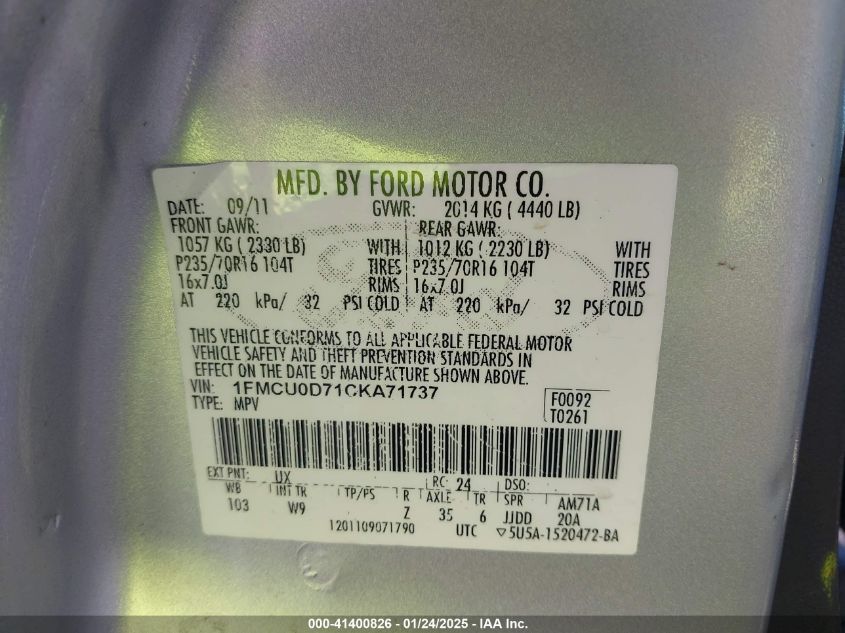 MFD. BY FORD MOTOR CO.
DATE: 09/11 GVWR: 2014 KG ( 4440 LB)
FRONT GAWR: REAR GAWR:
1057 KG ( 2330 LB) WITH 1012 KG ( 2230 LB) WITH
P235/70R16 104T TIRES P235/70R16 104T TIRES
16x7.0J RIMS 16x7.0J RIMS
AT 220 kPa/ 32 PSI COLD AT 220 kPa/ 32 PSI COLD
THIS VEHICLE CONFORMS TO ALL APPLICABLE FEDERAL MOTOR
VEHICLE SAFETY AND THEFT PREVENTION STANDARDS IN
EFFECT ON THE DATE OF MANUFACTURE SHOWN ABOVE.
VIN: 1FMCU0D71CKA71737 F0092
TYPE: MPV T0261
EXT PNT: UX RC: 24 DSO:
WB INT TR TP/PS R AXLE TR SPR AM71A
103 W9 Z 35 6 JJDD 20A
1201109071790 UTC ▽5U5A-1520472-BA
000-41400826 - 01/24/2025 - IAA Inc.